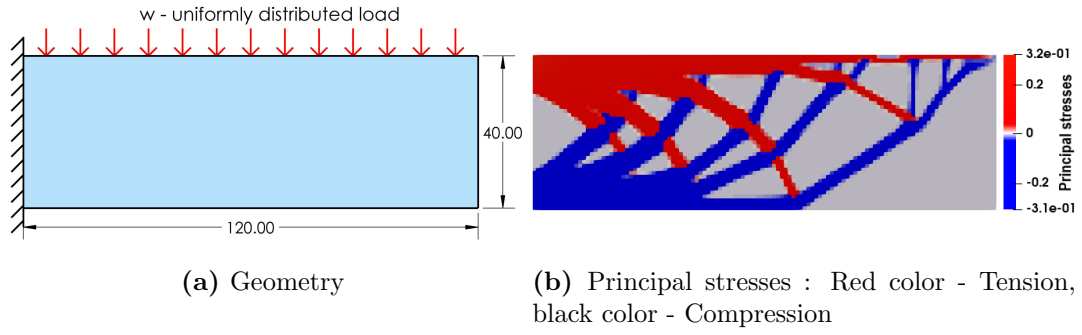 w - uniformly distributed load
40.00
120.00
3.2e-01
0.2
0
-0.2
-3.1e-01
Principal stresses
(a) Geometry
(b) Principal stresses : Red color - Tension,
black color - Compression